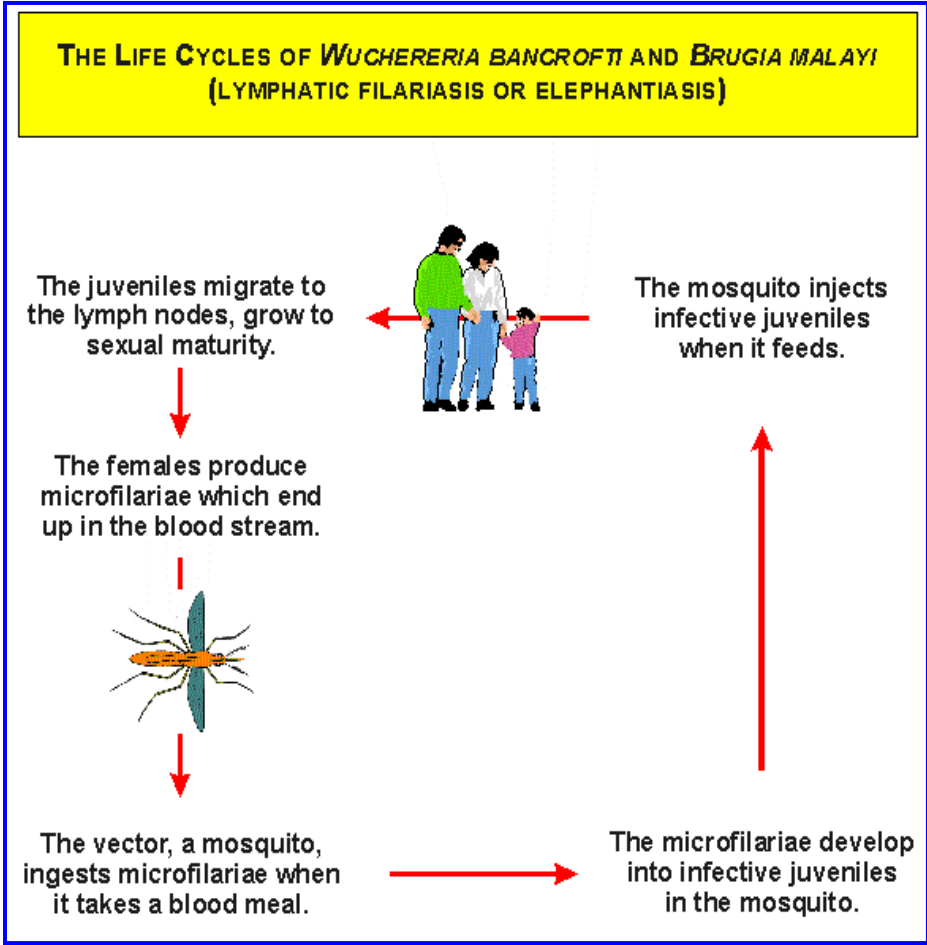 THE LIFE CYCLES OF WUCHERERIA BANCROFTI AND BRUGIA MALAYI
(LYMPHATIC FILARIASIS OR ELEPHANTIASIS)
The juveniles migrate to
the lymph nodes, grow to
sexual maturity.
The females produce
microfilariae which end
up in the blood stream.
The vector, a mosquito,
ingests microfilariae when
it takes a blood meal.
The microfilariae develop
into infective juveniles
in the mosquito.
The mosquito injects
infective juveniles
when it feeds.